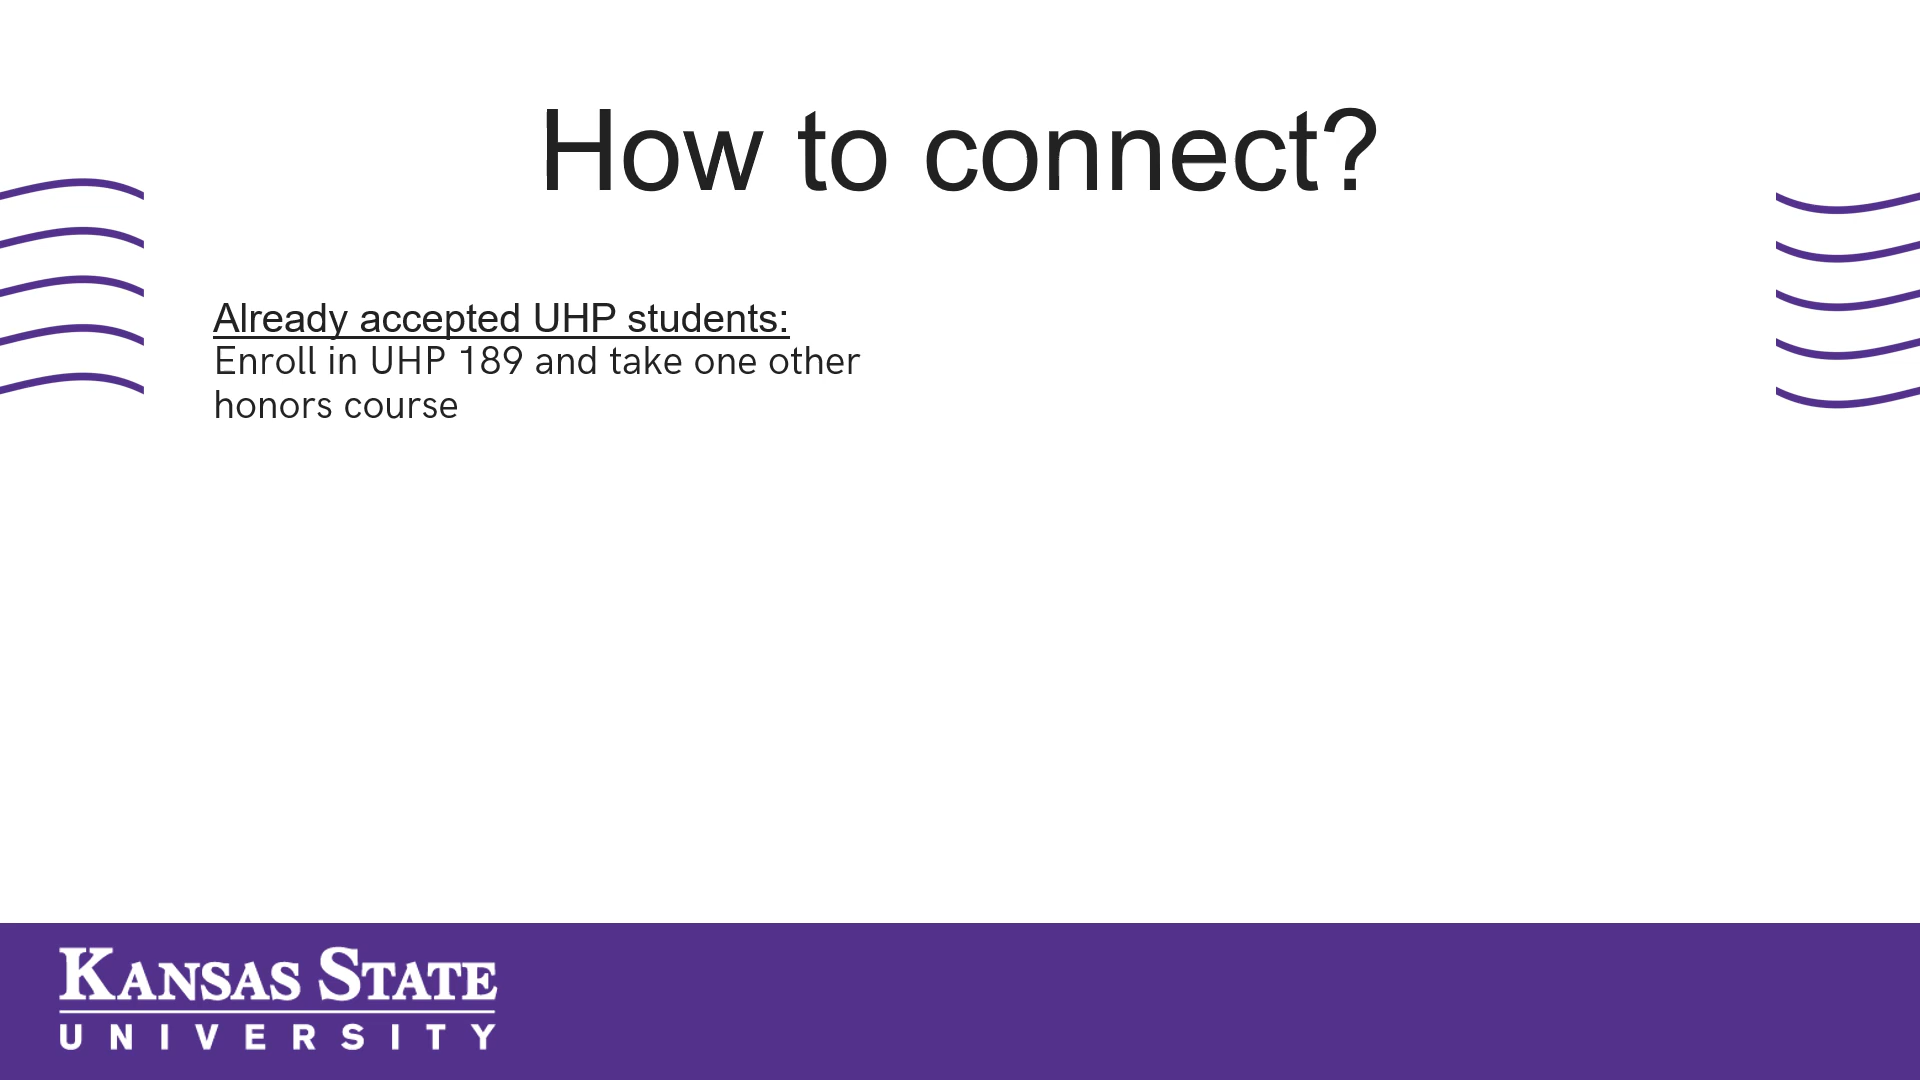 How to connect?
Already accepted UHP students:
Enroll in UHP 189 and take one other
honors course
KANSAS STATE
UNIVERSITY